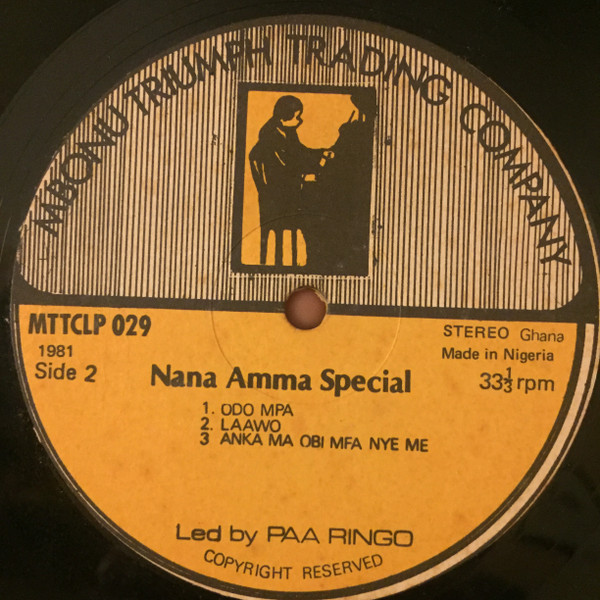 MBONU TRIUMPH TRADING COMPANY
MTTCLP 029
1981
Side 2
STEREO Ghana
Made in Nigeria
33⅓ rpm
Nana Amma Special
1. ODO MPA
2. LAAWO
3 ANKA MA OBI MFA NYE ME
Led by PAA RINGO
COPYRIGHT RESERVED